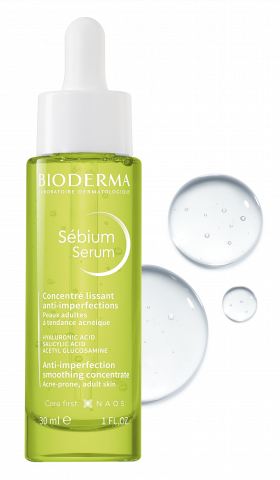 BIODERMA
LABORATOIRE DERMATOLOGIQUE
Sébium
Serum
Concentré lissant
anti-imperfections
Peaux adultes
à tendance acnéique
HYALURONIC ACID
SALICYLIC ACID
ACETYL GLUCOSAMINE
Anti-imperfection
smoothing concentrate
Acne-prone, adult skin
Care first. NAOS
30 ml e 1 FL.OZ